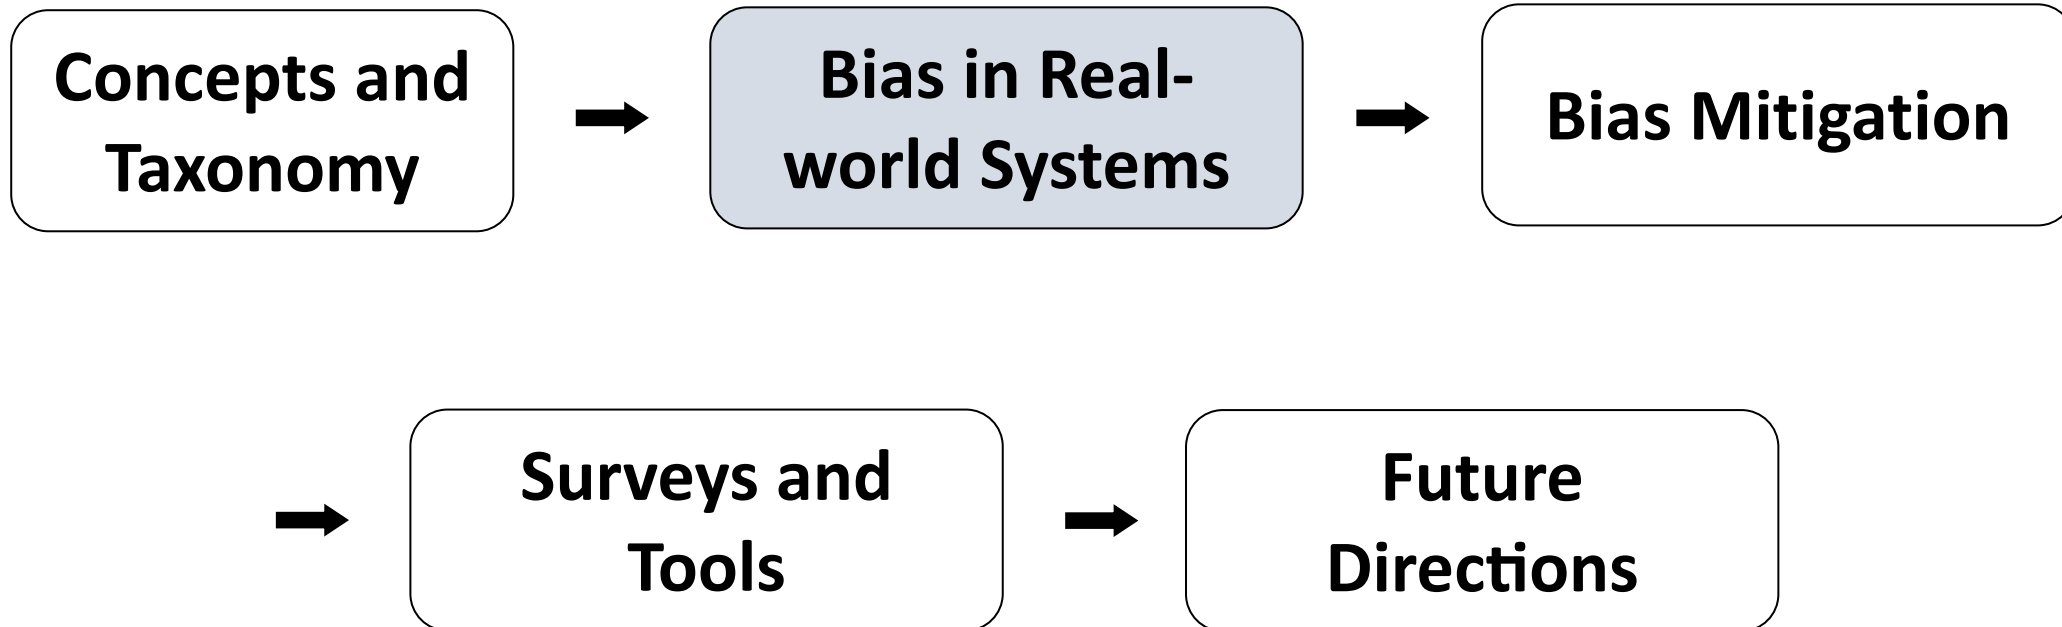 Concepts and
Taxonomy
Bias in Real-
world Systems
Bias Mitigation
Surveys and
Tools
Future
Directions